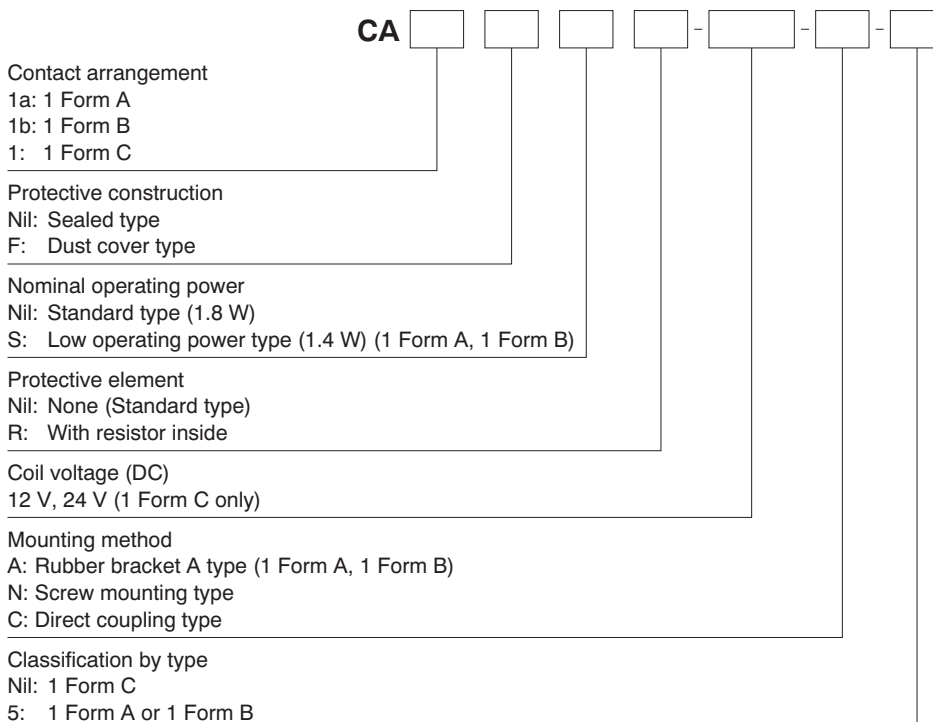 CA - - -
Contact arrangement
1a: 1 Form A
1b: 1 Form B
1: 1 Form C
Protective construction
Nil: Sealed type
F: Dust cover type
Nominal operating power
Nil: Standard type (1.8 W)
S: Low operating power type (1.4 W) (1 Form A, 1 Form B)
Protective element
Nil: None (Standard type)
R: With resistor inside
Coil voltage (DC)
12 V, 24 V (1 Form C only)
Mounting method
A: Rubber bracket A type (1 Form A, 1 Form B)
N: Screw mounting type
C: Direct coupling type
Classification by type
Nil: 1 Form C
5: 1 Form A or 1 Form B